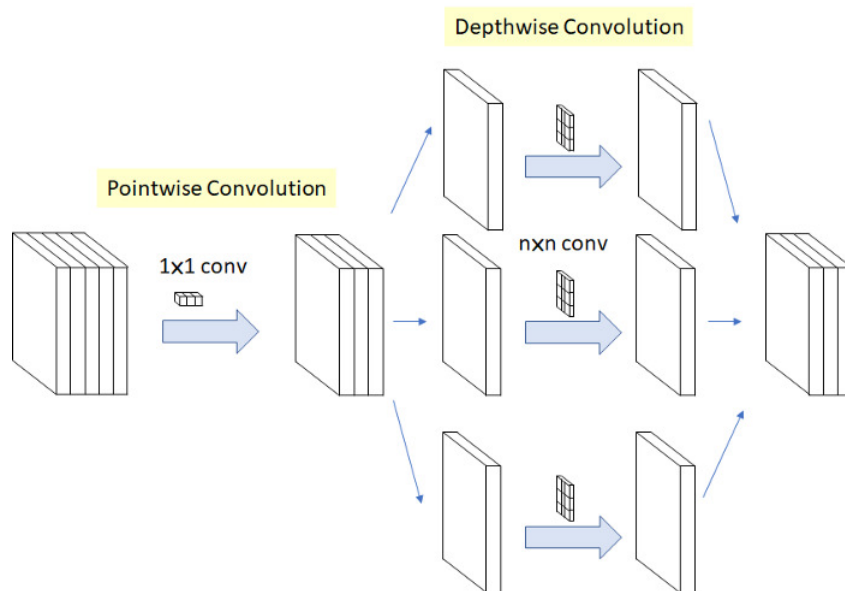 Depthwise Convolution
Pointwise Convolution
1x1 conv
nxn conv